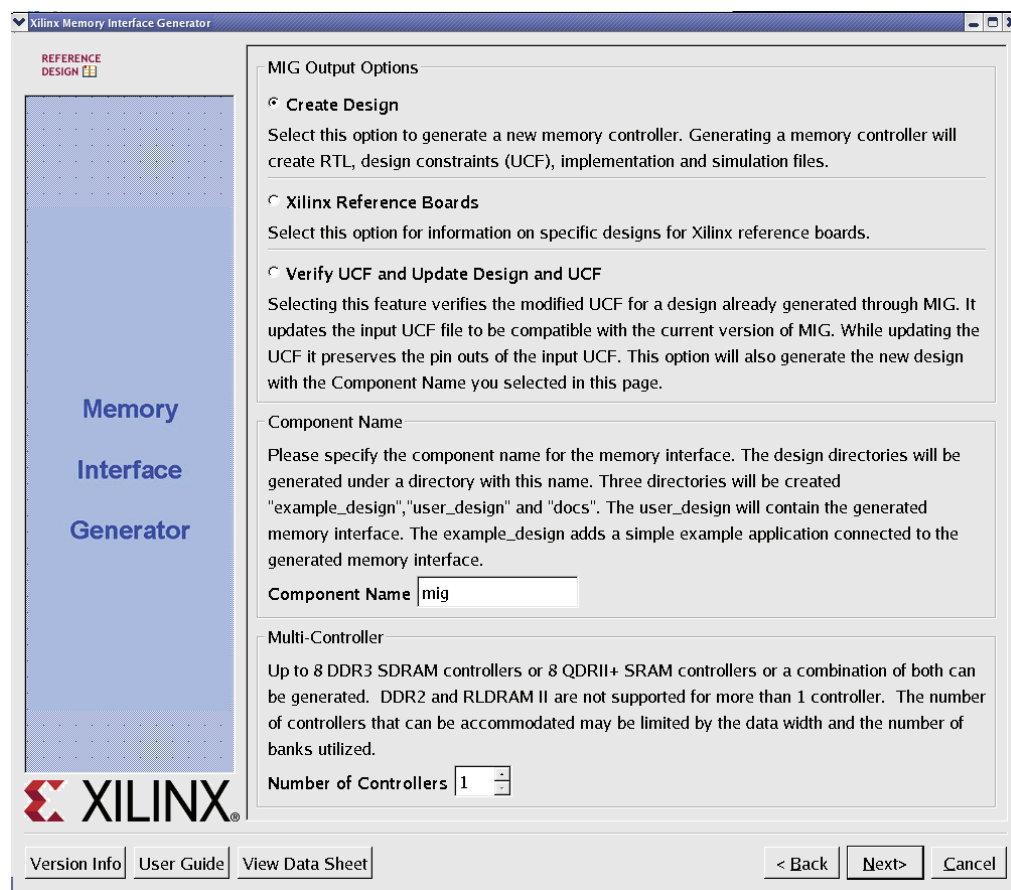 Xilinx Memory Interface Generator
REFERENCE
DESIGN
Memory
Interface
Generator
XILINX®
MIG Output Options
Create Design
Select this option to generate a new memory controller. Generating a memory controller will
create RTL, design constraints (UCF), implementation and simulation files.
Xilinx Reference Boards
Select this option for information on specific designs for Xilinx reference boards.
Verify UCF and Update Design and UCF
Selecting this feature verifies the modified UCF for a design already generated through MIG. It
updates the input UCF file to be compatible with the current version of MIG. While updating the
UCF it preserves the pin outs of the input UCF. This option will also generate the new design
with the Component Name you selected in this page.
Component Name
Please specify the component name for the memory interface. The design directories will be
generated under a directory with this name. Three directories will be created
"example_design","user_design" and "docs". The user_design will contain the generated
memory interface. The example_design adds a simple example application connected to the
generated memory interface.
Component Name mig
Multi-Controller
Up to 8 DDR3 SDRAM controllers or 8 QDRII+ SRAM controllers or a combination of both can
be generated.  DDR2 and RLDRAM II are not supported for more than 1 controller.  The number
of controllers that can be accommodated may be limited by the data width and the number of
banks utilized.
Number of Controllers 1
Version Info User Guide View Data Sheet < Back Next> Cancel